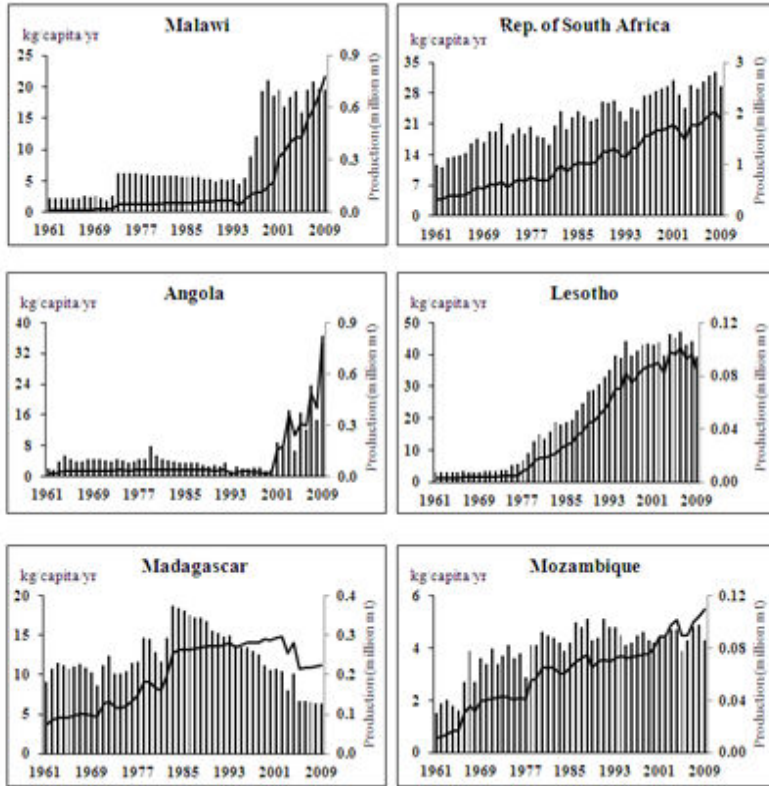 Malawi
kg/capita/yr
25
20
15
10
5
0
0.9
0.6
0.3
0.0
Production (million mt)
1961 1969 1977 1985 1993 2001 2009
Rep. of South Africa
kg/capita/yr
35
28
21
14
7
0
3
2
1
0
Production (million mt)
1961 1969 1977 1985 1993 2001 2009
Angola
kg/capita/yr
40
32
24
16
8
0
0.9
0.6
0.3
0.0
Production (million mt)
1961 1969 1977 1985 1993 2001 2009
Lesotho
kg/capita/yr
50
40
30
20
10
0
0.12
0.08
0.04
0.00
Production (million mt)
1961 1969 1977 1985 1993 2001 2009
Madagascar
kg/capita/yr
20
15
10
5
0
0.4
0.3
0.2
0.1
0.0
Production (million mt)
1961 1969 1977 1985 1993 2001 2009
Mozambique
kg/capita/yr
6
4
2
0
0.12
0.08
0.04
0.00
Production (million mt)
1961 1969 1977 1985 1993 2001 2009